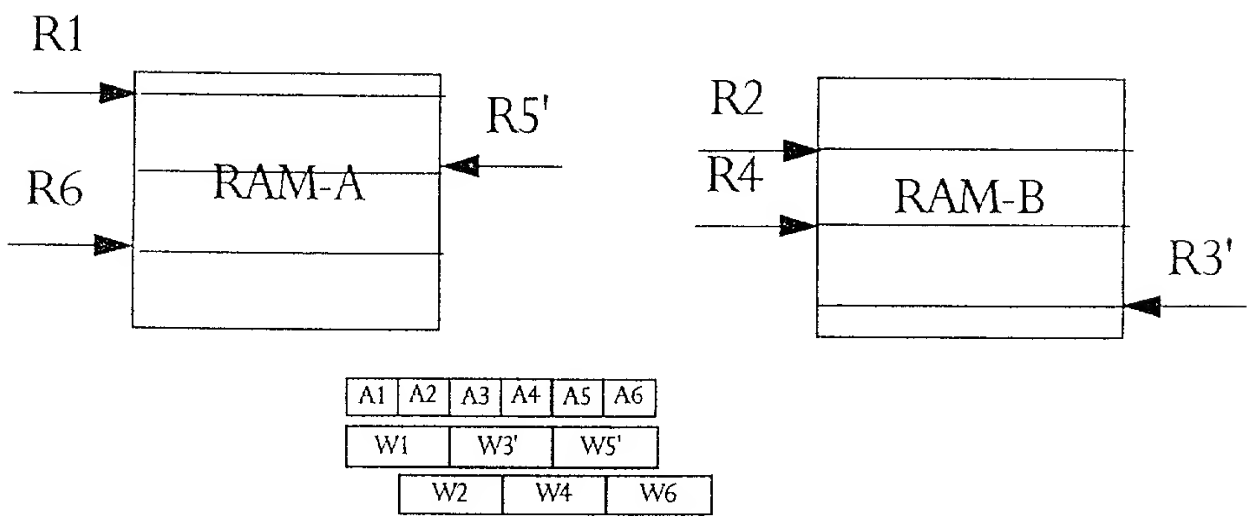 R1
R5'
RAM-A
R6
R2
R4
RAM-B
R3'
A1 A2 A3 A4 A5 A6
W1 W3' W5'
W2 W4 W6